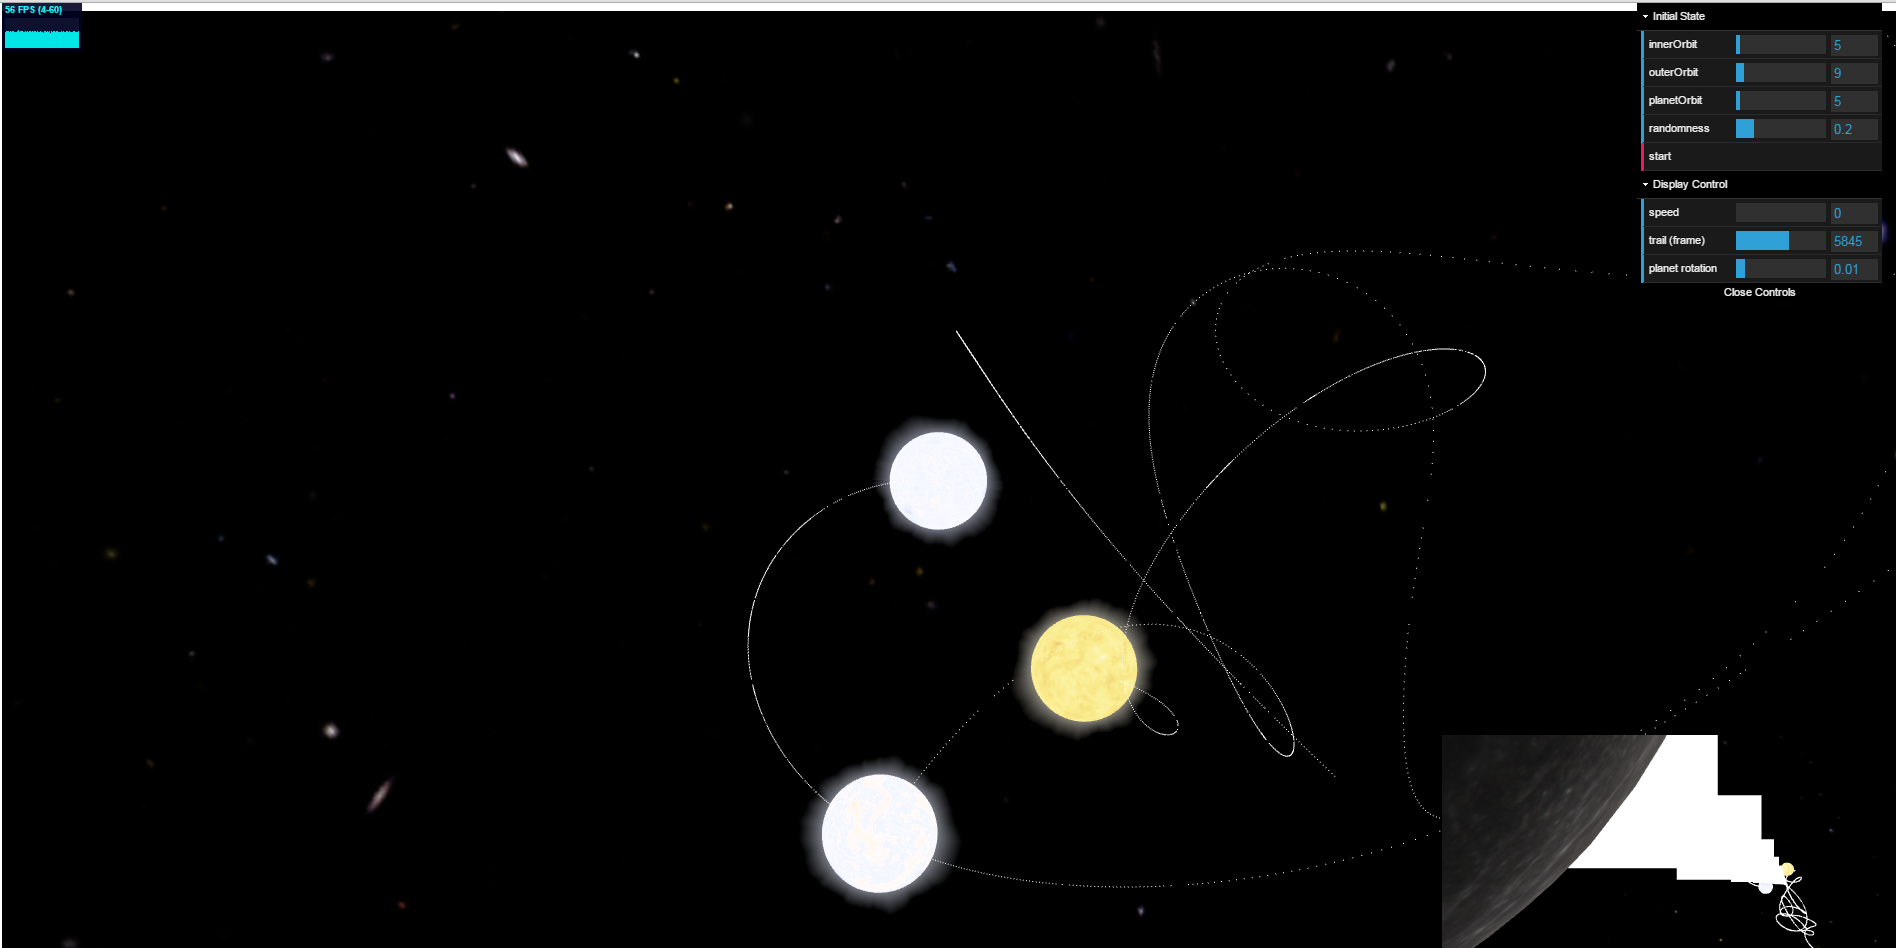 56 FPS (4-60)
Initial State
innerOrbit 5
outerOrbit 9
planetOrbit 5
randomness 0.2
start
Display Control
speed 0
trail (frame) 5845
planet rotation 0.01
Close Controls